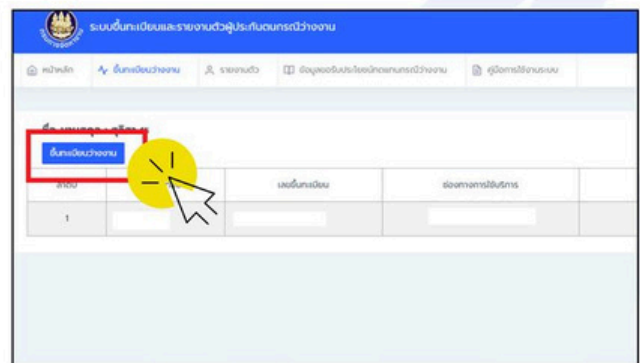 ระบบขึ้นทะเบียนและรายงานตัวผู้ประกันตนกรณีว่างงาน
หน้าหลัก ขึ้นทะเบียนว่างงาน รายงานตัว ข้อมูลขอรับประโยชน์ทดแทนกรณีว่างงาน คู่มือการใช้งานระบบ
ขึ้นทะเบียนว่างงาน
ลำดับ เลขขึ้นทะเบียน ช่องทางการใช้บริการ
1